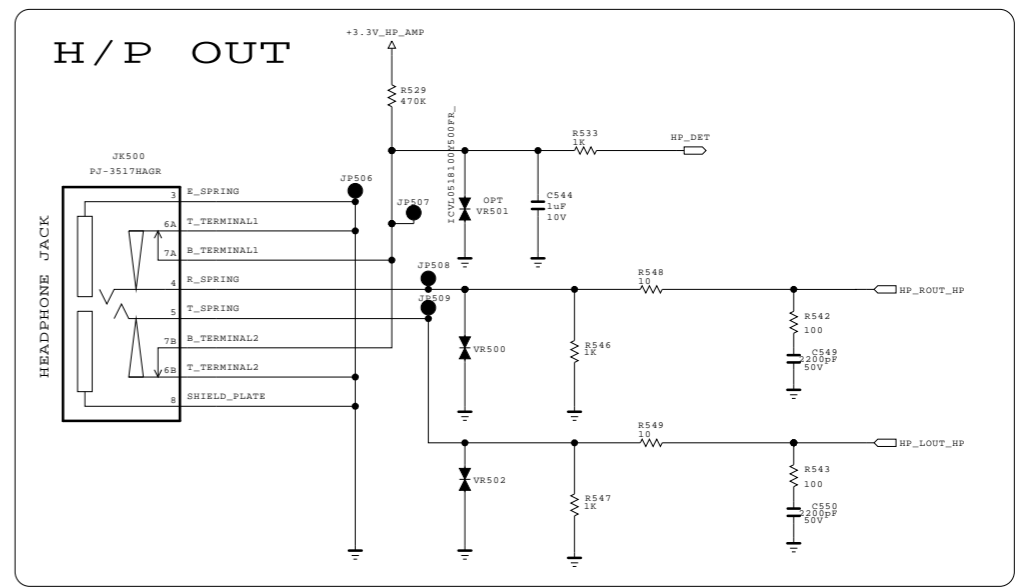 H/P OUT
+3.3V_HP_AMP
R529
470K
ICVL0518100Y500FR_
R533
1K
HP_DET
JK500
PJ-3517HAGR
HEADPHONE JACK
JP506
JP507
OPT
VR501
C544
1uF
10V
3 E_SPRING
6A T_TERMINAL1
7A B_TERMINAL1
4 R_SPRING
5 T_SPRING
7B B_TERMINAL2
6B T_TERMINAL2
8 SHIELD_PLATE
JP508
JP509
R548
10
HP_ROUT_HP
VR500
R546
1K
R542
100
C549
2200pF
50V
R549
10
HP_LOUT_HP
VR502
R547
1K
R543
100
C550
2200pF
50V